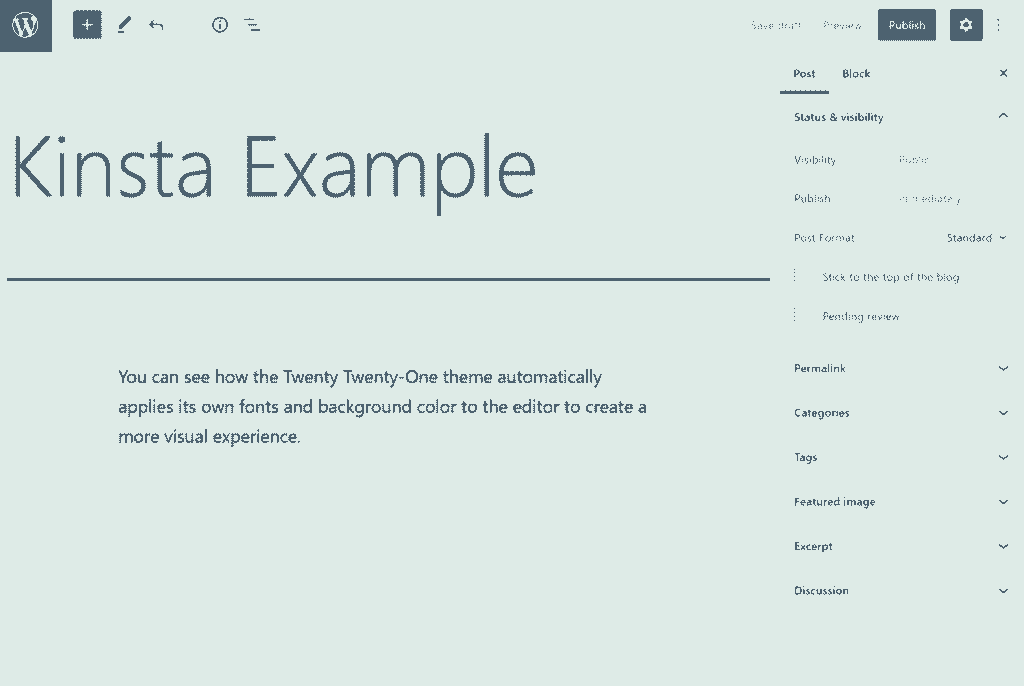 Save draft Preview Publish
Post Block
Kinsta Example
Status & visibility
Visibility Public
Publish Immediately
Post Format Standard
Stick to the top of the blog
Pending review
You can see how the Twenty Twenty-One theme automatically
applies its own fonts and background color to the editor to create a
more visual experience.
Permalink
Categories
Tags
Featured image
Excerpt
Discussion